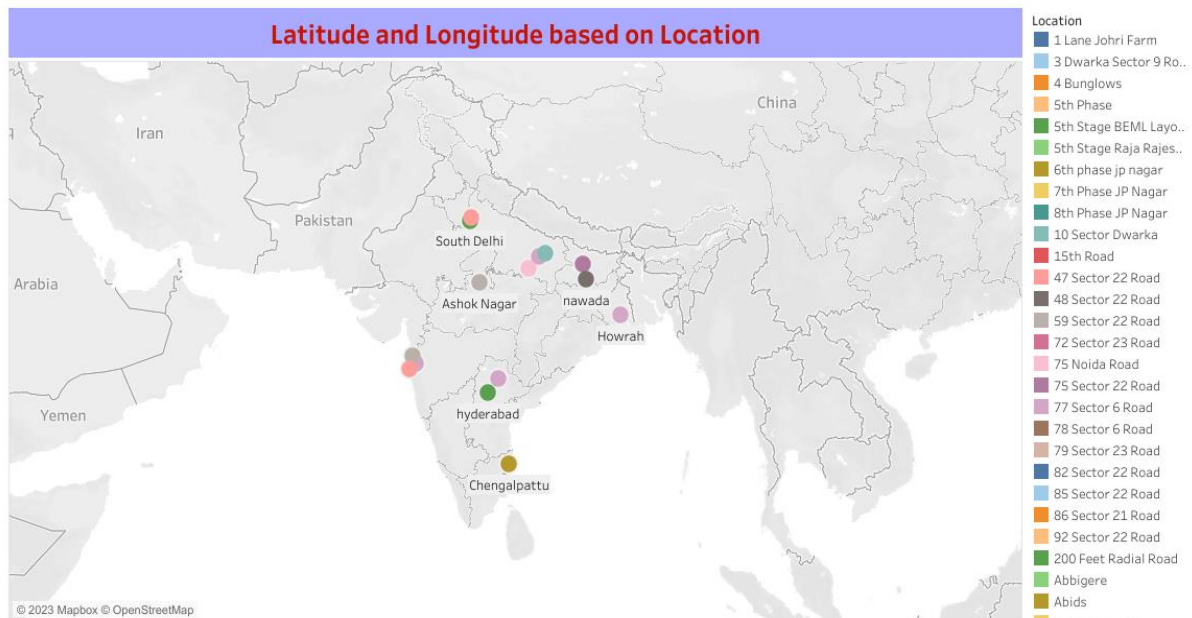 Latitude and Longitude based on Location
China
Iran
Pakistan
South Delhi
Arabia
Ashok Nagar
nawada
Howrah
Yemen
hyderabad
Chengalpattu
© 2023 Mapbox © OpenStreetMap
Location
1 Lane Johri Farm
3 Dwarka Sector 9 Ro..
4 Bunglows
5th Phase
5th Stage BEML Layo..
5th Stage Raja Rajes..
6th phase jp nagar
7th Phase JP Nagar
8th Phase JP Nagar
10 Sector Dwarka
15th Road
47 Sector 22 Road
48 Sector 22 Road
59 Sector 22 Road
72 Sector 23 Road
75 Noida Road
75 Sector 22 Road
77 Sector 6 Road
78 Sector 6 Road
79 Sector 23 Road
82 Sector 22 Road
85 Sector 22 Road
86 Sector 21 Road
92 Sector 22 Road
200 Feet Radial Road
Abbigere
Abids